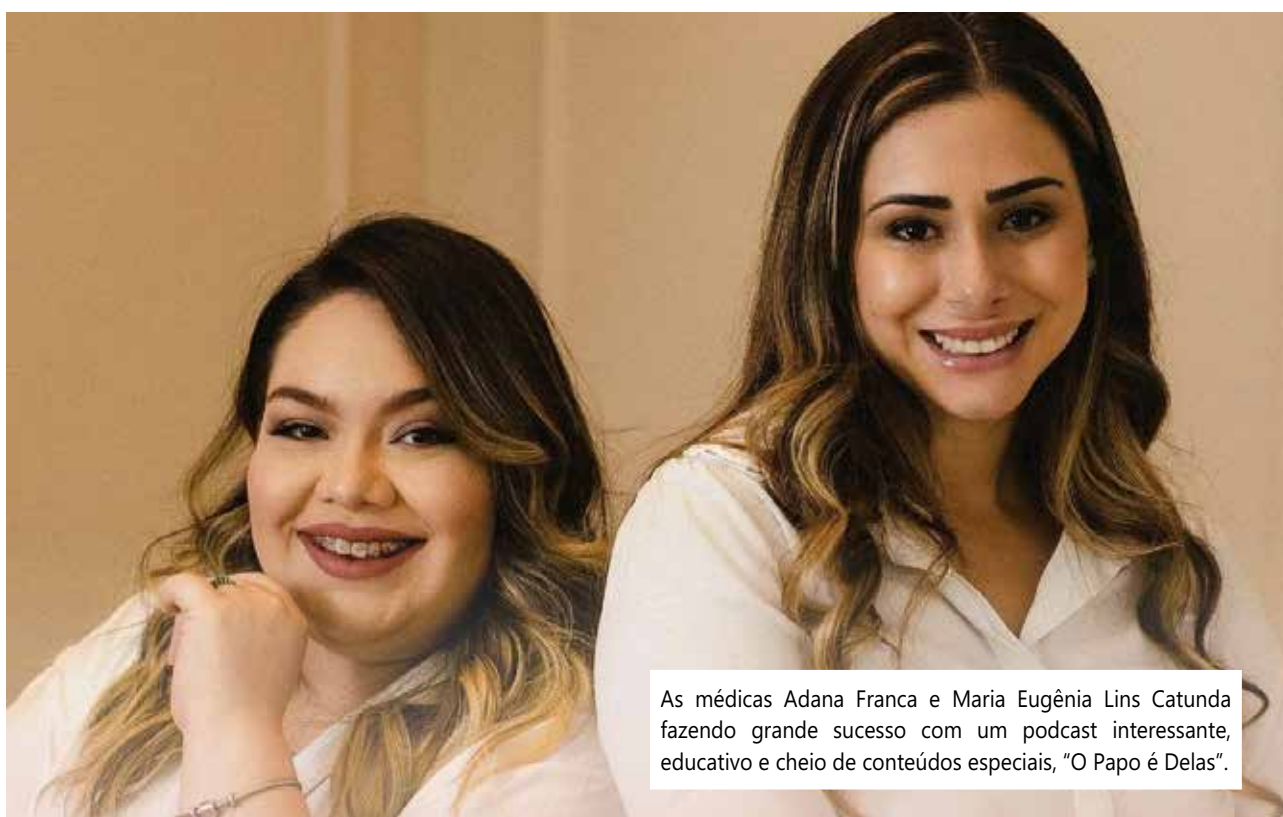 As médicas Adana Franca e Maria Eugênia Lins Catunda
fazendo grande sucesso com um podcast interessante,
educativo e cheio de conteúdos especiais, “O Papo é Delas”.